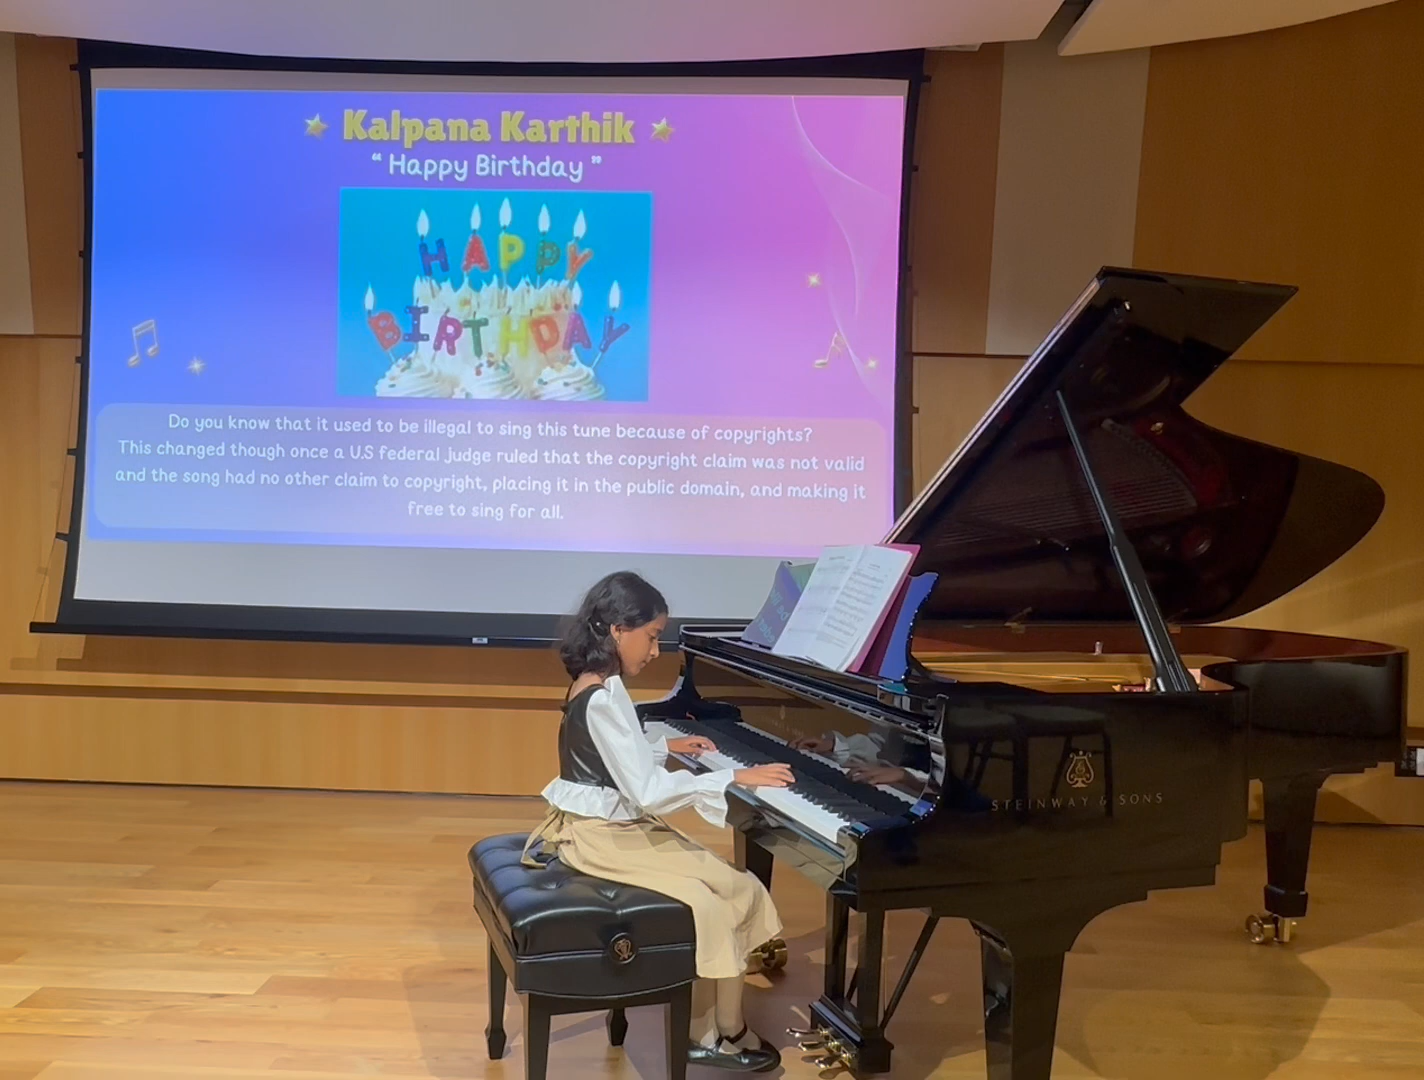 Kalpana Karthik
“ Happy Birthday ”
HAPPY
BIRTHDAY
Do you know that it used to be illegal to sing this tune because of copyrights?
This changed though once a U.S federal judge ruled that the copyright claim was not valid
and the song had no other claim to copyright, placing it in the public domain, and making it
free to sing for all.
STEINWAY & SONS